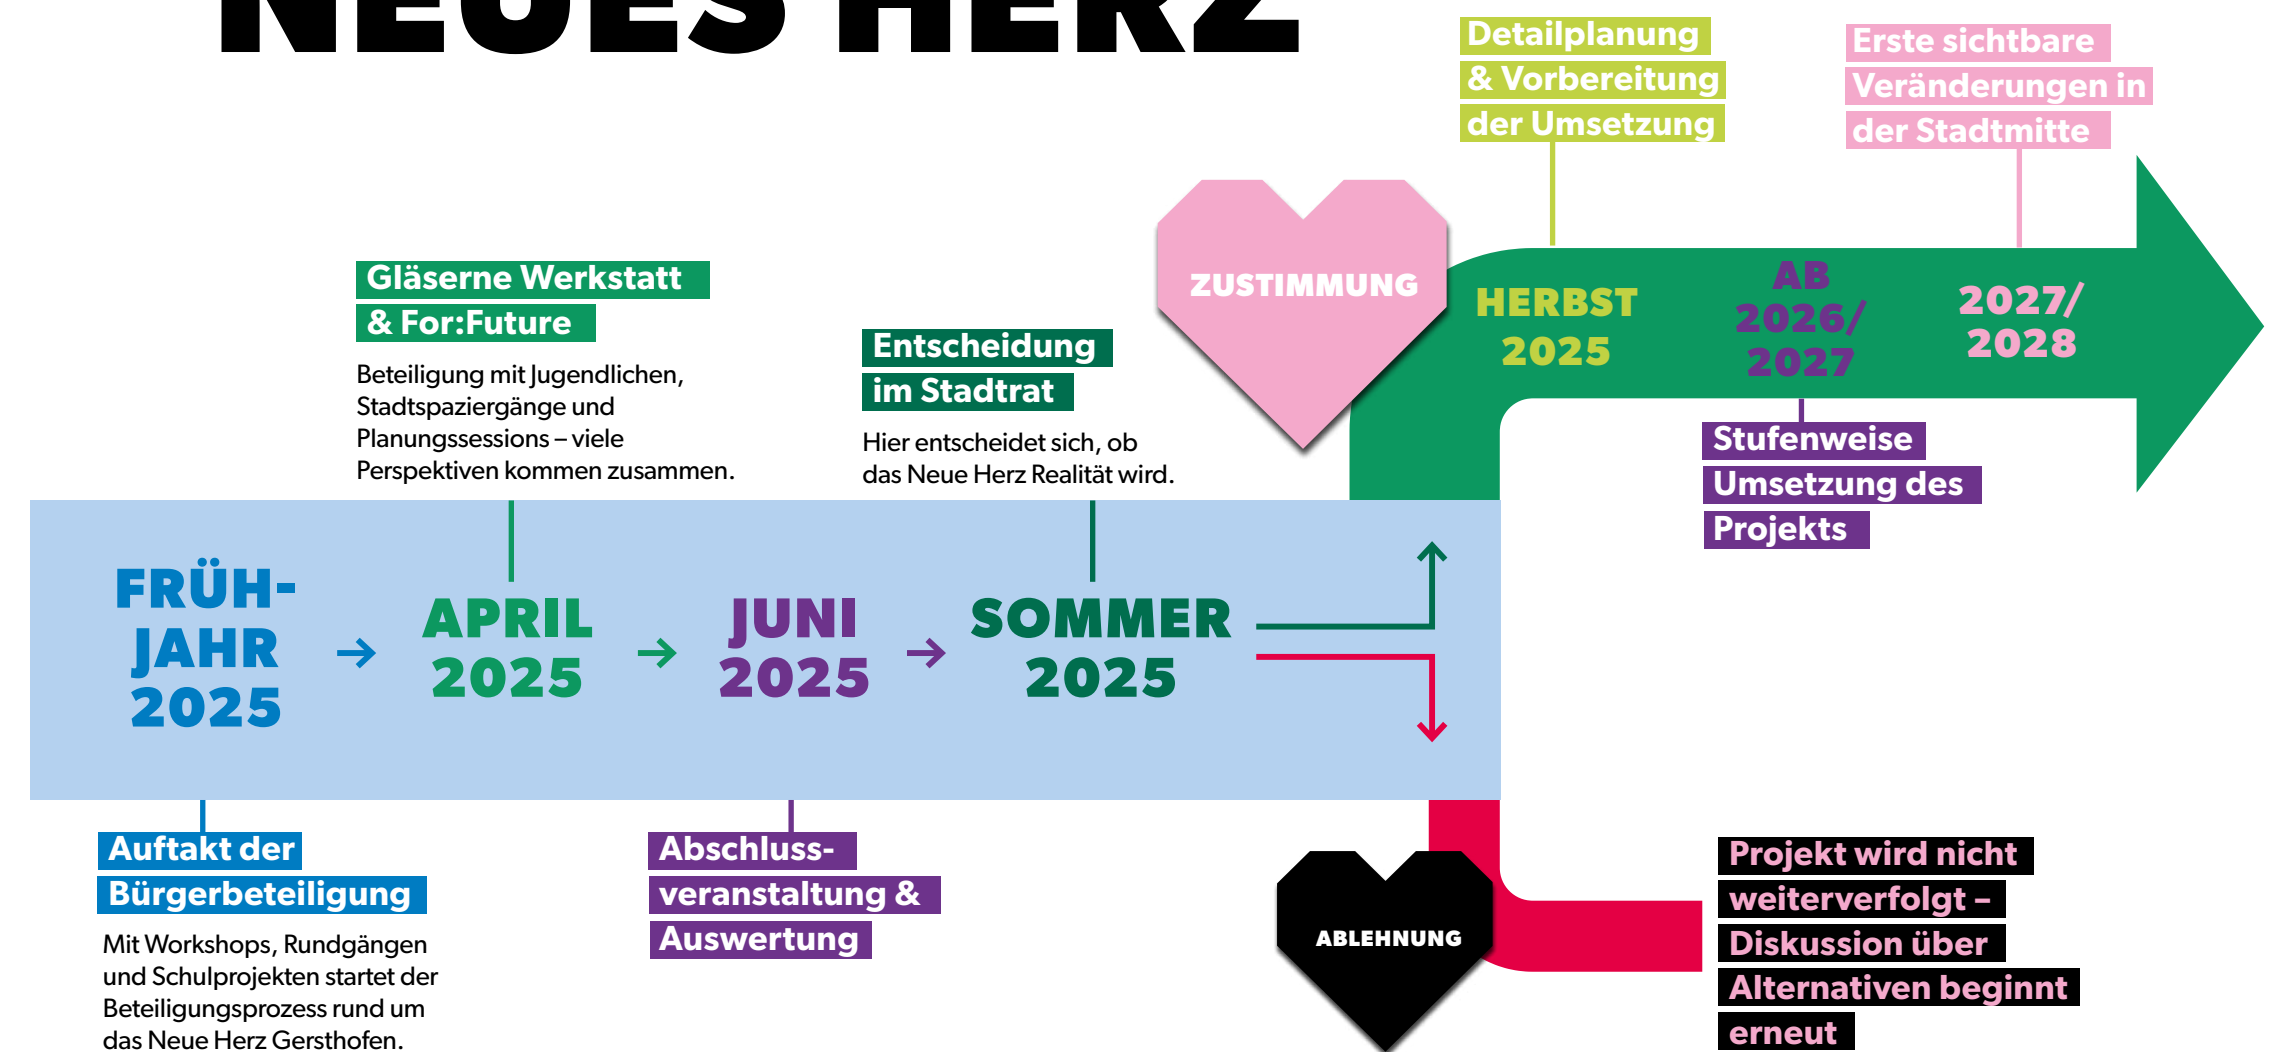 NEUES HERZ
Detailplanung
& Vorbereitung
der Umsetzung
Erste sichtbare
Veränderungen in
der Stadtmitte
ZUSTIMMUNG
HERBST
2025
AB
2026/
2027
2027/
2028
Stufenweise
Umsetzung des
Projekts
Gläserne Werkstatt
& For:Future
Beteiligung mit Jugendlichen,
Stadtspaziergänge und
Planungssessions – viele
Perspektiven kommen zusammen.
Entscheidung
im Stadtrat
Hier entscheidet sich, ob
das Neue Herz Realität wird.
FRÜH-
JAHR
2025
APRIL
2025
JUNI
2025
SOMMER
2025
Auftakt der
Bürgerbeteiligung
Mit Workshops, Rundgängen
und Schulprojekten startet der
Beteiligungsprozess rund um
das Neue Herz Gersthofen.
Abschluss-
veranstaltung &
Auswertung
ABLEHNUNG
Projekt wird nicht
weiterverfolgt –
Diskussion über
Alternativen beginnt
erneut